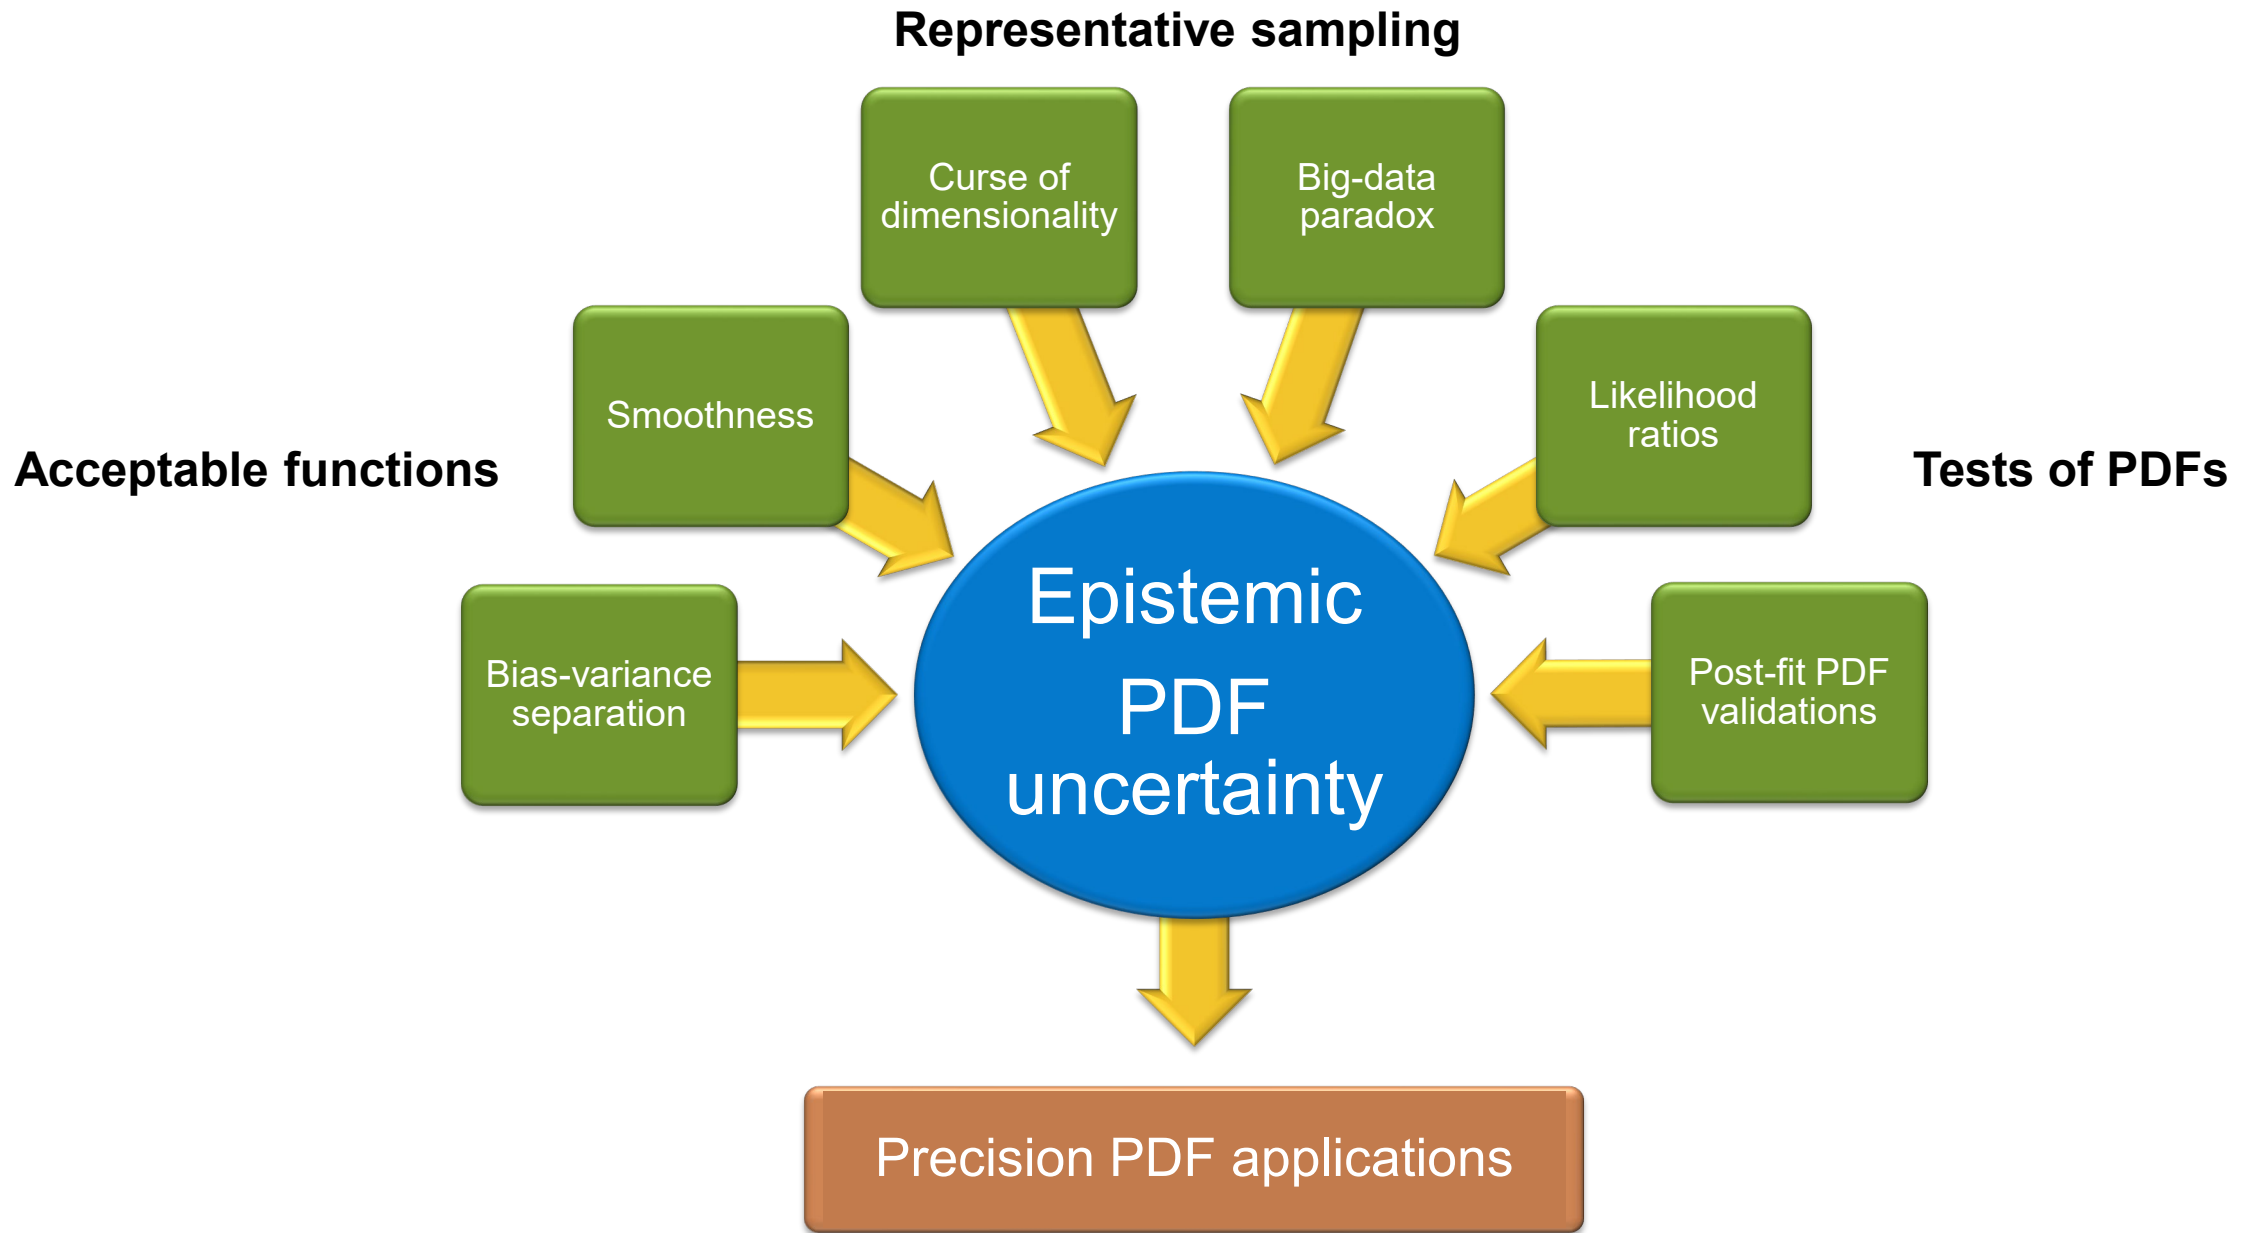 Representative sampling
Curse of
dimensionality
Big-data
paradox
Smoothness
Likelihood
ratios
Acceptable functions
Tests of PDFs
Bias-variance
separation
Epistemic
PDF
uncertainty
Post-fit PDF
validations
Precision PDF applications